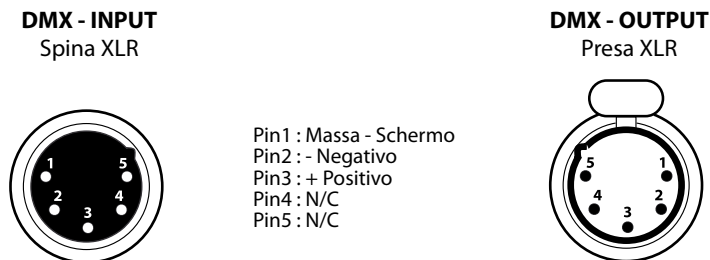 DMX - INPUT
Spina XLR
1 5
2 4
3
Pin1 : Massa - Schermo
Pin2 : - Negativo
Pin3 : + Positivo
Pin4 : N/C
Pin5 : N/C
DMX - OUTPUT
Presa XLR
5 1
4 2
3